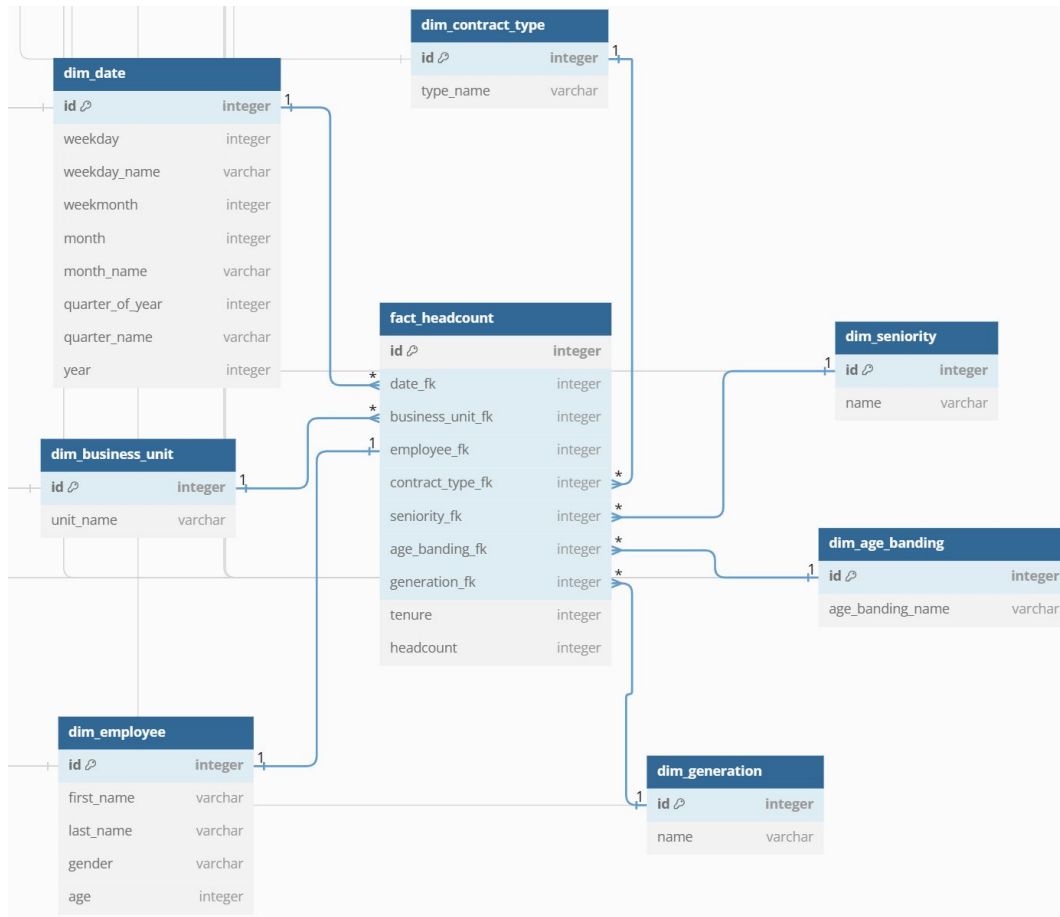 dim_contract_type
id integer
type_name varchar
1
dim_date
id integer
weekday integer
weekday_name varchar
weekmonth integer
month integer
month_name varchar
quarter_of_year integer
quarter_name varchar
year integer
1
fact_headcount
id integer
* date_fk integer
* business_unit_fk integer
1 employee_fk integer
contract_type_fk integer *
seniority_fk integer *
age_banding_fk integer *
generation_fk integer *
tenure integer
headcount integer
1
dim_seniority
id integer
name varchar
dim_business_unit
id integer 1
unit_name varchar
1
dim_age_banding
id integer
age_banding_name varchar
dim_employee
id integer 1
first_name varchar
last_name varchar
gender varchar
age integer
1
dim_generation
id integer
name varchar